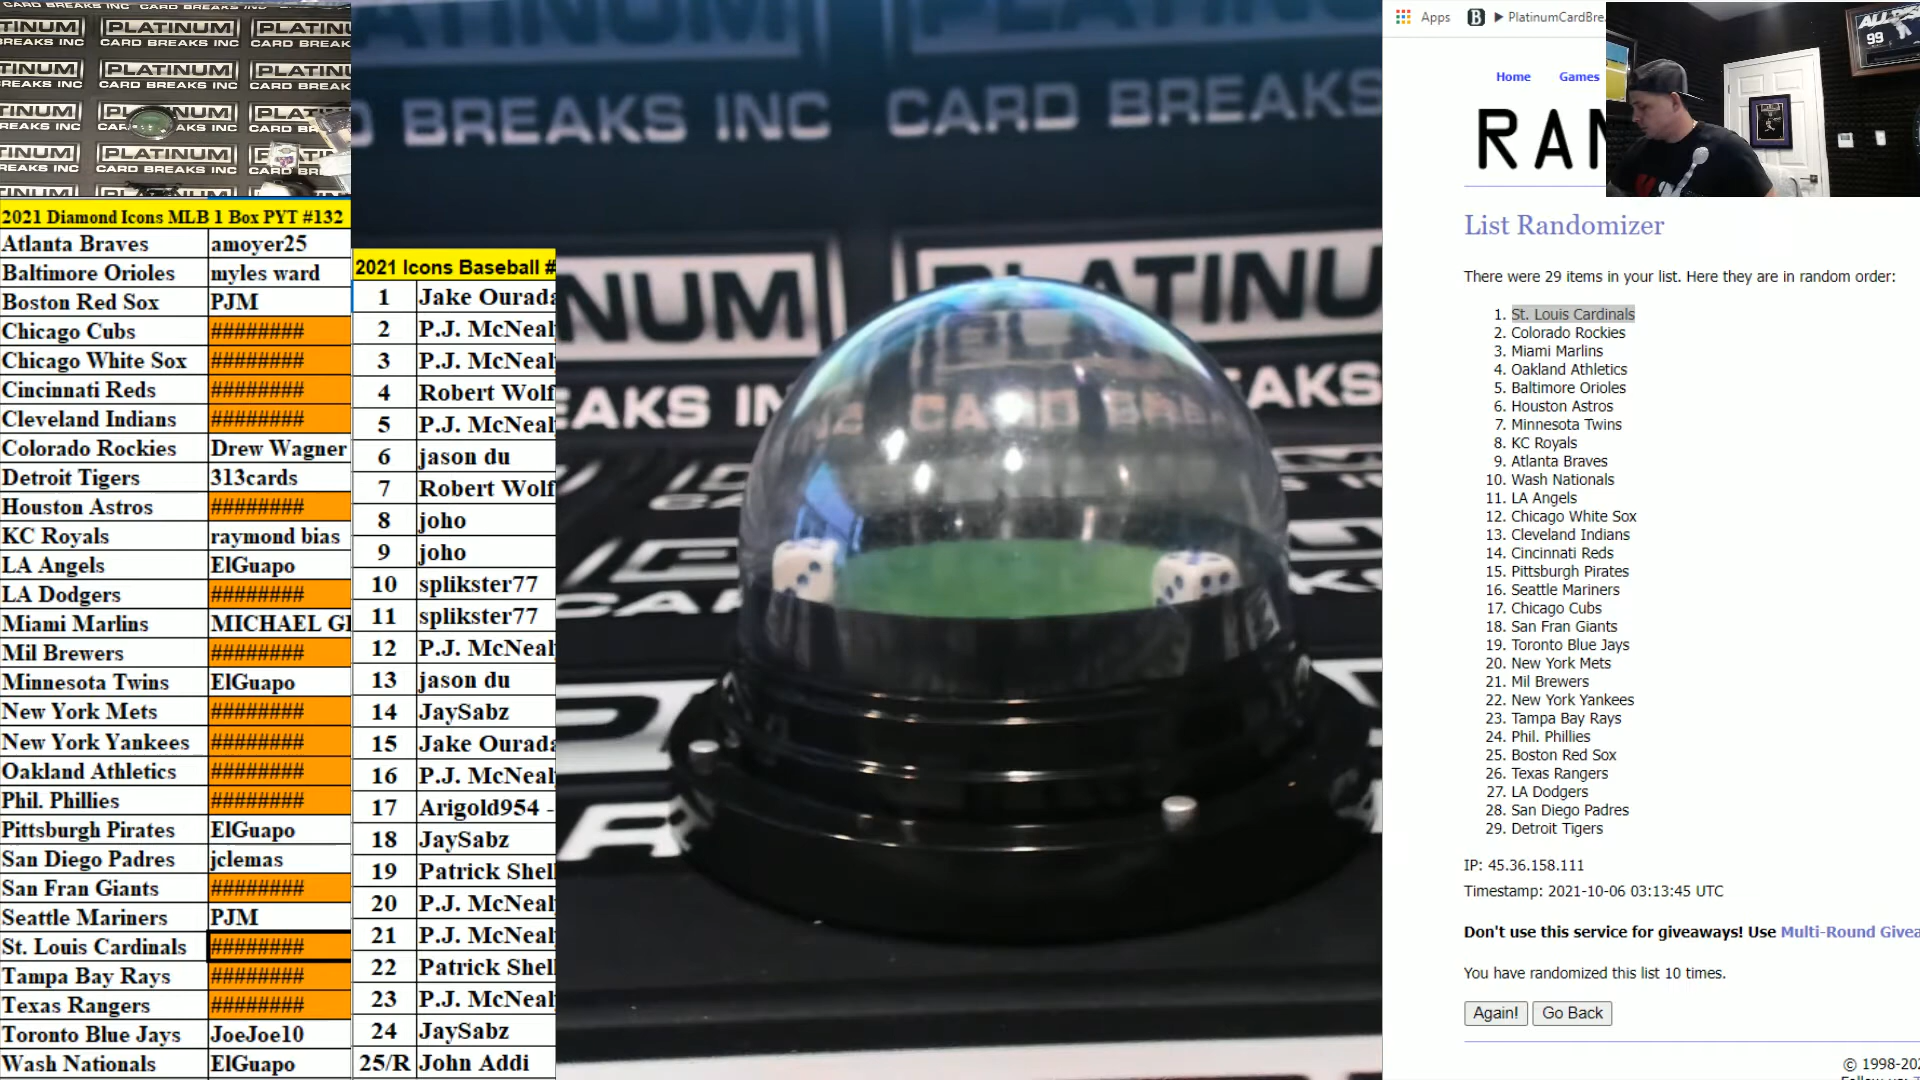 2021 Diamond Icons MLB 1 Box PYT #132
Atlanta Braves amoyer25
Baltimore Orioles myles ward
Boston Red Sox PJM
Chicago Cubs ########
Chicago White Sox ########
Cincinnati Reds ########
Cleveland Indians ########
Colorado Rockies Drew Wagner
Detroit Tigers 313cards
Houston Astros ########
KC Royals raymond bias
LA Angels ElGuapo
LA Dodgers ########
Miami Marlins MICHAEL
Mil Brewers ########
Minnesota Twins ElGuapo
New York Mets ########
New York Yankees ########
Oakland Athletics ########
Phil. Phillies ########
Pittsburgh Pirates ElGuapo
San Diego Padres jclemas
San Fran Giants ########
Seattle Mariners PJM
St. Louis Cardinals ########
Tampa Bay Rays ########
Texas Rangers ########
Toronto Blue Jays JoeJoe10
Wash Nationals ElGuapo
2021 Icons Baseball #
1 Jake Ourada
2 P.J. McNeal
3 P.J. McNeal
4 Robert Wolf
5 P.J. McNeal
6 jason du
7 Robert Wolf
8 joho
9 joho
10 splikster77
11 splikster77
12 P.J. McNeal
13 jason du
14 JaySabz
15 Jake Ourada
16 P.J. McNeal
17 Arigold954 -
18 JaySabz
19 Patrick Shel
20 P.J. McNeal
21 P.J. McNeal
22 Patrick Shel
23 P.J. McNeal
24 JaySabz
25/R John Addi
PLATINUM
CARD BREAKS INC
Apps B PlatinumCardBre
Home Games
RAN
List Randomizer
There were 29 items in your list. Here they are in random order:
1. St. Louis Cardinals
2. Colorado Rockies
3. Miami Marlins
4. Oakland Athletics
5. Baltimore Orioles
6. Houston Astros
7. Minnesota Twins
8. KC Royals
9. Atlanta Braves
10. Wash Nationals
11. LA Angels
12. Chicago White Sox
13. Cleveland Indians
14. Cincinnati Reds
15. Pittsburgh Pirates
16. Seattle Mariners
17. Chicago Cubs
18. San Fran Giants
19. Toronto Blue Jays
20. New York Mets
21. Mil Brewers
22. New York Yankees
23. Tampa Bay Rays
24. Phil. Phillies
25. Boston Red Sox
26. Texas Rangers
27. LA Dodgers
28. San Diego Padres
29. Detroit Tigers
IP: 45.36.158.111
Timestamp: 2021-10-06 03:13:45 UTC
Don't use this service for giveaways! Use Multi-Round Givea
You have randomized this list 10 times.
Again! Go Back
© 1998-202
99